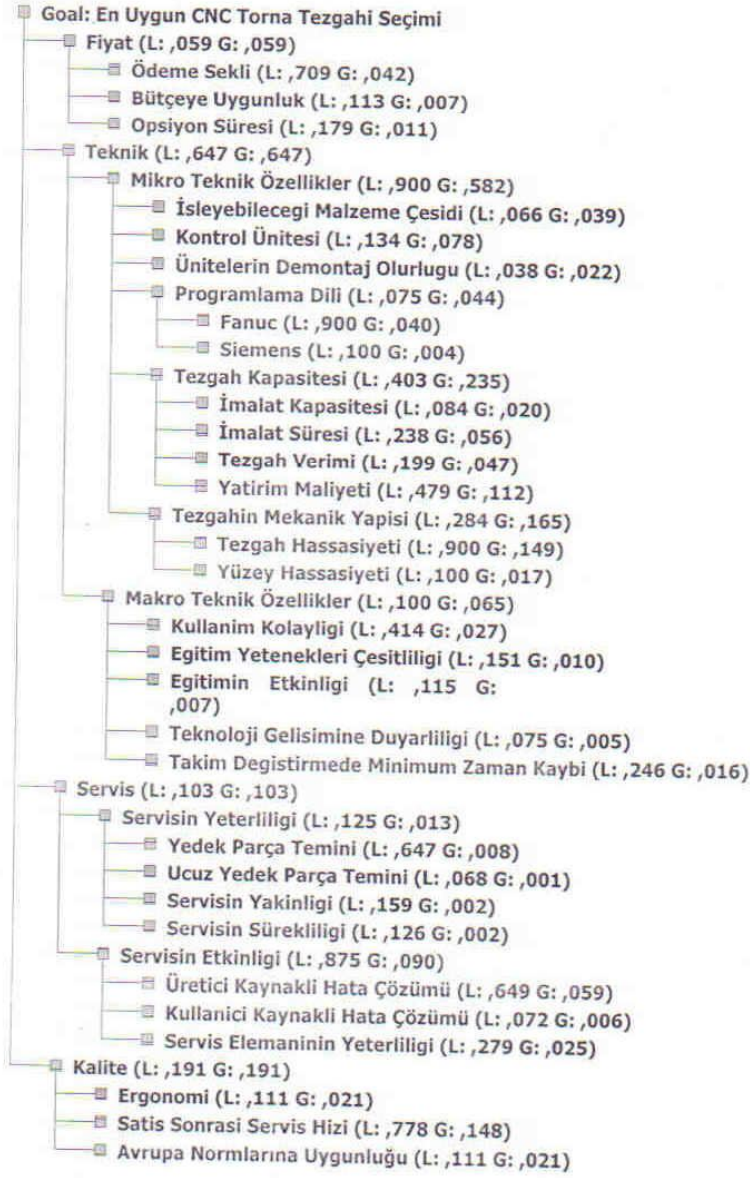 Goal: En Uygun CNC Torna Tezgahi Seçimi
Fiyat (L: ,059 G: ,059)
Ödeme Sekli (L: ,709 G: ,042)
Bütçeye Uygunluk (L: ,113 G: ,007)
Opsiyon Süresi (L: ,179 G: ,011)
Teknik (L: ,647 G: ,647)
Mikro Teknik Özellikler (L: ,900 G: ,582)
İsleyebilecegi Malzeme Çesidi (L: ,066 G: ,039)
Kontrol Ünitesi (L: ,134 G: ,078)
Ünitelerin Demontaj Olurlugu (L: ,038 G: ,022)
Programlama Dili (L: ,075 G: ,044)
Fanuc (L: ,900 G: ,040)
Siemens (L: ,100 G: ,004)
Tezgah Kapasitesi (L: ,403 G: ,235)
İmalat Kapasitesi (L: ,084 G: ,020)
İmalat Süresi (L: ,238 G: ,056)
Tezgah Verimi (L: ,199 G: ,047)
Yatirim Maliyeti (L: ,479 G: ,112)
Tezgahin Mekanik Yapisi (L: ,284 G: ,165)
Tezgah Hassasiyeti (L: ,900 G: ,149)
Yüzey Hassasiyeti (L: ,100 G: ,017)
Makro Teknik Özellikler (L: ,100 G: ,065)
Kullanim Kolayligi (L: ,414 G: ,027)
Egitim Yetenekleri Çesitliligi (L: ,151 G: ,010)
Egitimin Etkinligi (L: ,115 G:
,007)
Teknoloji Gelisimine Duyarliligi (L: ,075 G: ,005)
Takim Degistirmede Minimum Zaman Kaybi (L: ,246 G: ,016)
Servis (L: ,103 G: ,103)
Servisin Yeterliligi (L: ,125 G: ,013)
Yedek Parça Temini (L: ,647 G: ,008)
Ucuz Yedek Parça Temini (L: ,068 G: ,001)
Servisin Yakinligi (L: ,159 G: ,002)
Servisin Sürekliligi (L: ,126 G: ,002)
Servisin Etkinligi (L: ,875 G: ,090)
Üretici Kaynakli Hata Çözümü (L: ,649 G: ,059)
Kullanici Kaynakli Hata Çözümü (L: ,072 G: ,006)
Servis Elemaninin Yeterliligi (L: ,279 G: ,025)
Kalite (L: ,191 G: ,191)
Ergonomi (L: ,111 G: ,021)
Satis Sonrasi Servis Hizi (L: ,778 G: ,148)
Avrupa Normlarına Uygunluğu (L: ,111 G: ,021)